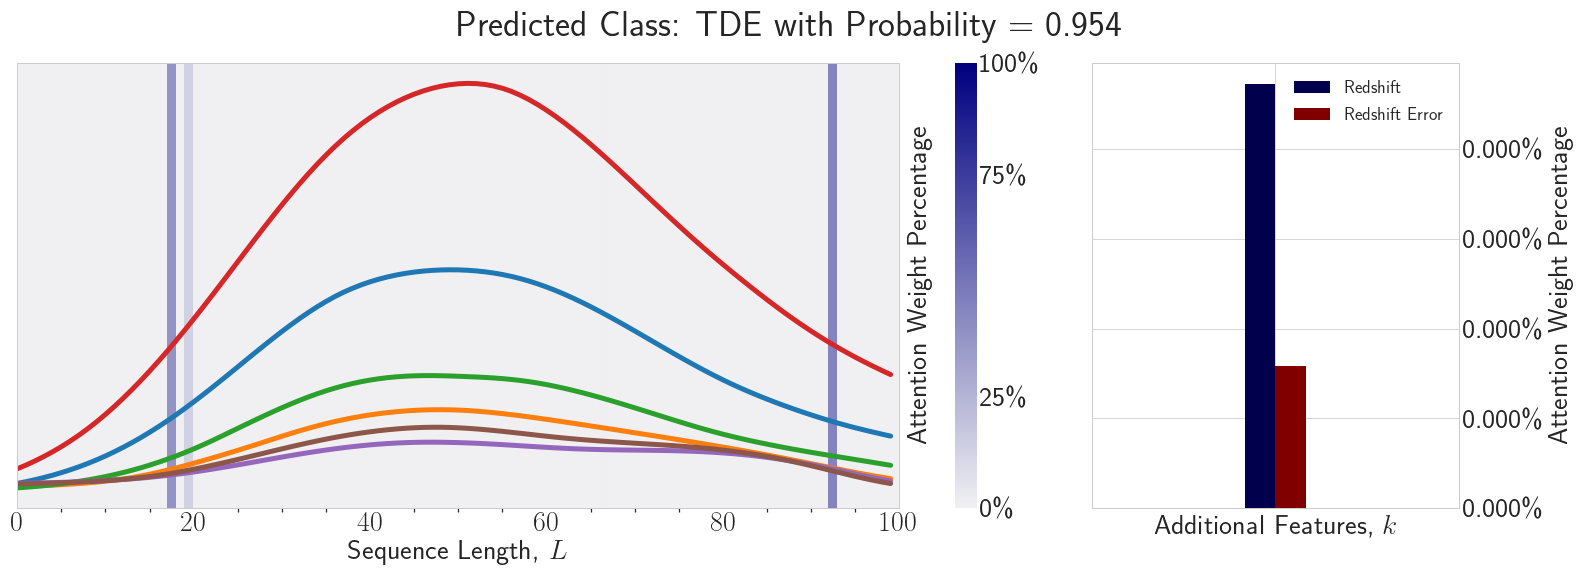 Predicted Class: TDE with Probability = 0.954
0 20 40 60 80 100
Sequence Length, L
100%
75%
25%
0%
Attention Weight Percentage
Redshift
Redshift Error
0.000%
0.000%
0.000%
0.000%
0.000%
Attention Weight Percentage
Additional Features, k